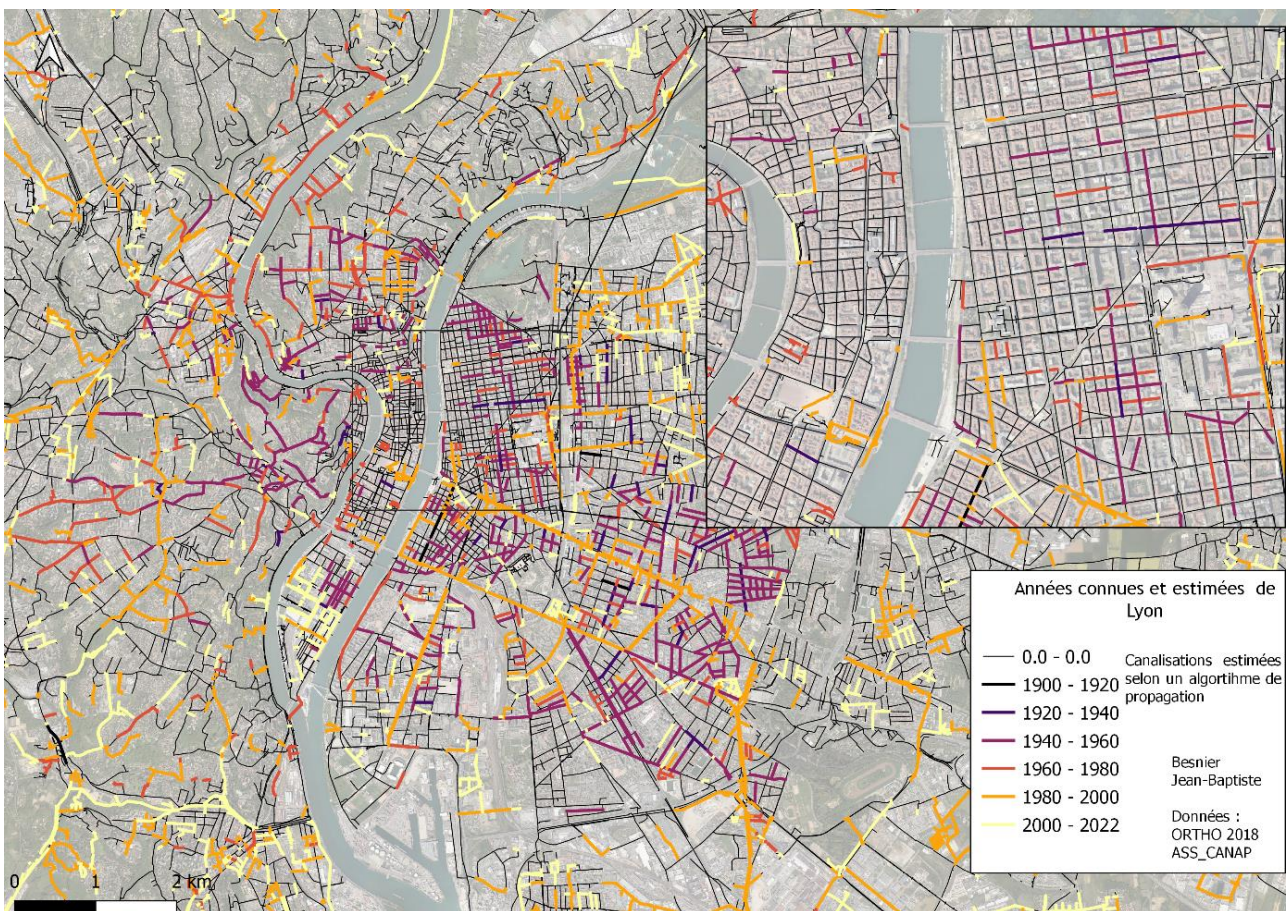 Années connues et estimées de
Lyon
0.0 - 0.0
1900 - 1920
1920 - 1940
1940 - 1960
1960 - 1980
1980 - 2000
2000 - 2022
Canalisations estimées
selon un algortihme de
propagation
Besnier
Jean-Baptiste
Données :
ORTHO 2018
ASS_CANAP
0 1 2 km